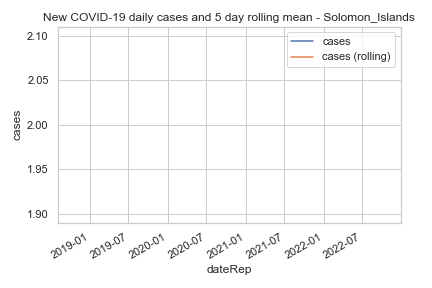 New COVID-19 daily cases and 5 day rolling mean - Solomon_Islands
cases
cases (rolling)
2.10
2.05
2.00
1.95
1.90
cases
2019-01
2019-07
2020-01
2020-07
2021-01
2021-07
2022-01
2022-07
dateRep